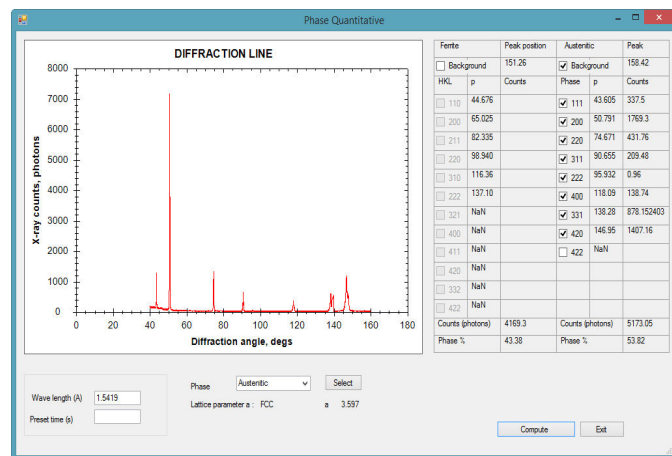 Phase Quantitative
DIFFRACTION LINE
X-ray counts, photons
8000
7000
6000
5000
4000
3000
2000
1000
0
0 20 40 60 80 100 120 140 160 180
Diffraction angle, degs
Ferrite Peak position Austenitic Peak
Background 151.26 Background 158.42
HKL p Counts Phase p Counts
110 44.676 111 43.605 337.5
200 65.025 200 50.791 1769.3
211 82.335 220 74.671 431.76
220 98.940 311 90.655 209.48
310 116.36 222 95.932 0.96
222 137.10 400 118.09 138.74
321 NaN 331 138.28 878.152403
400 NaN 420 146.95 1407.16
411 NaN 422 NaN
420 NaN
332 NaN
422 NaN
Counts (photons) 4169.3 Counts (photons) 5173.05
Phase % 43.38 Phase % 53.82
Wave length (A) 1.5419
Preset time (s)
Phase Austenitic Select
Lattice parameter a : FCC a 3.597
Compute Exit